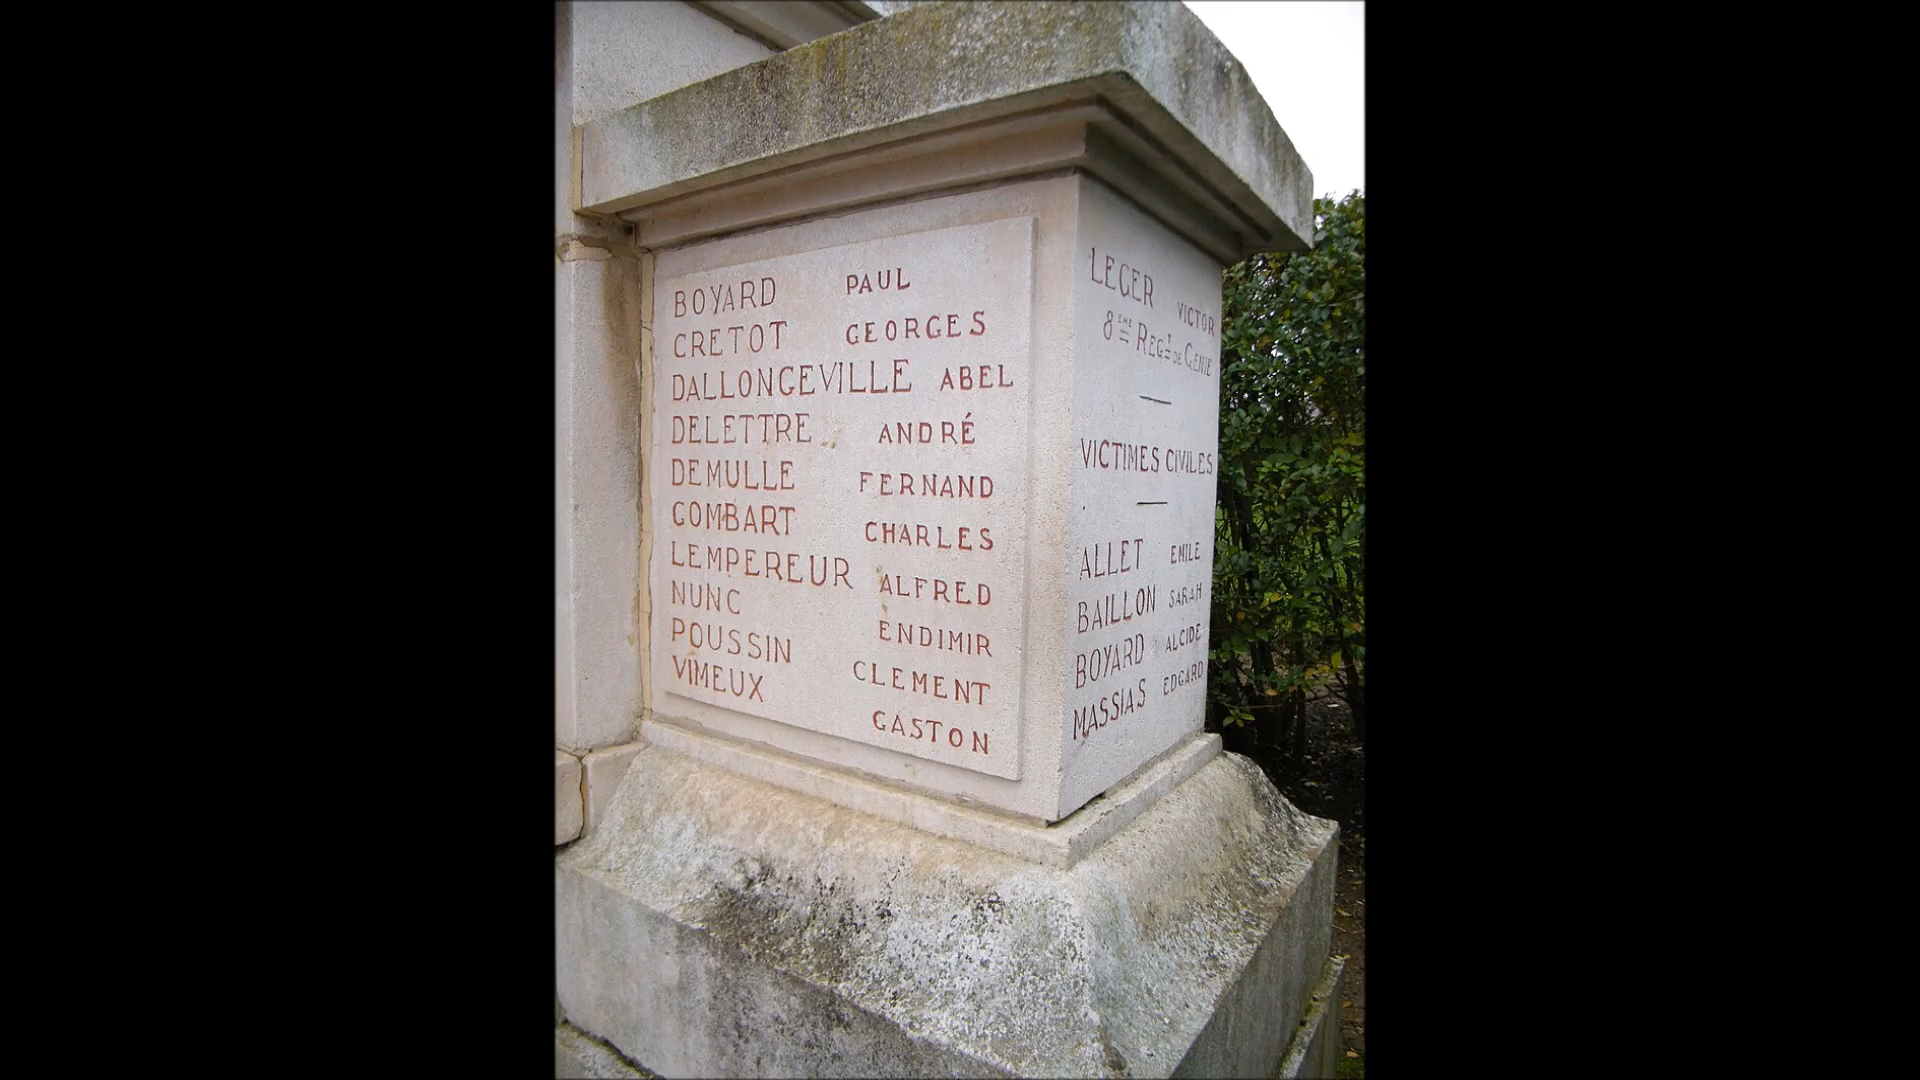 BOYARD PAUL
CRETOT GEORGES
DALLONGEVILLE ABEL
DELETTRE ANDRÉ
DEMULLE FERNAND
GOMBART CHARLES
LEMPEREUR ALFRED
NUNC ENDIMIR
POUSSIN CLEMENT
VIMEUX GASTON
LEGER VICTOR
8EME REGT DE GENIE
VICTIMES CIVILES
ALLET EMILE
BAILLON SARAH
BOYARD ALCIDE
MASSIAS EDGARD